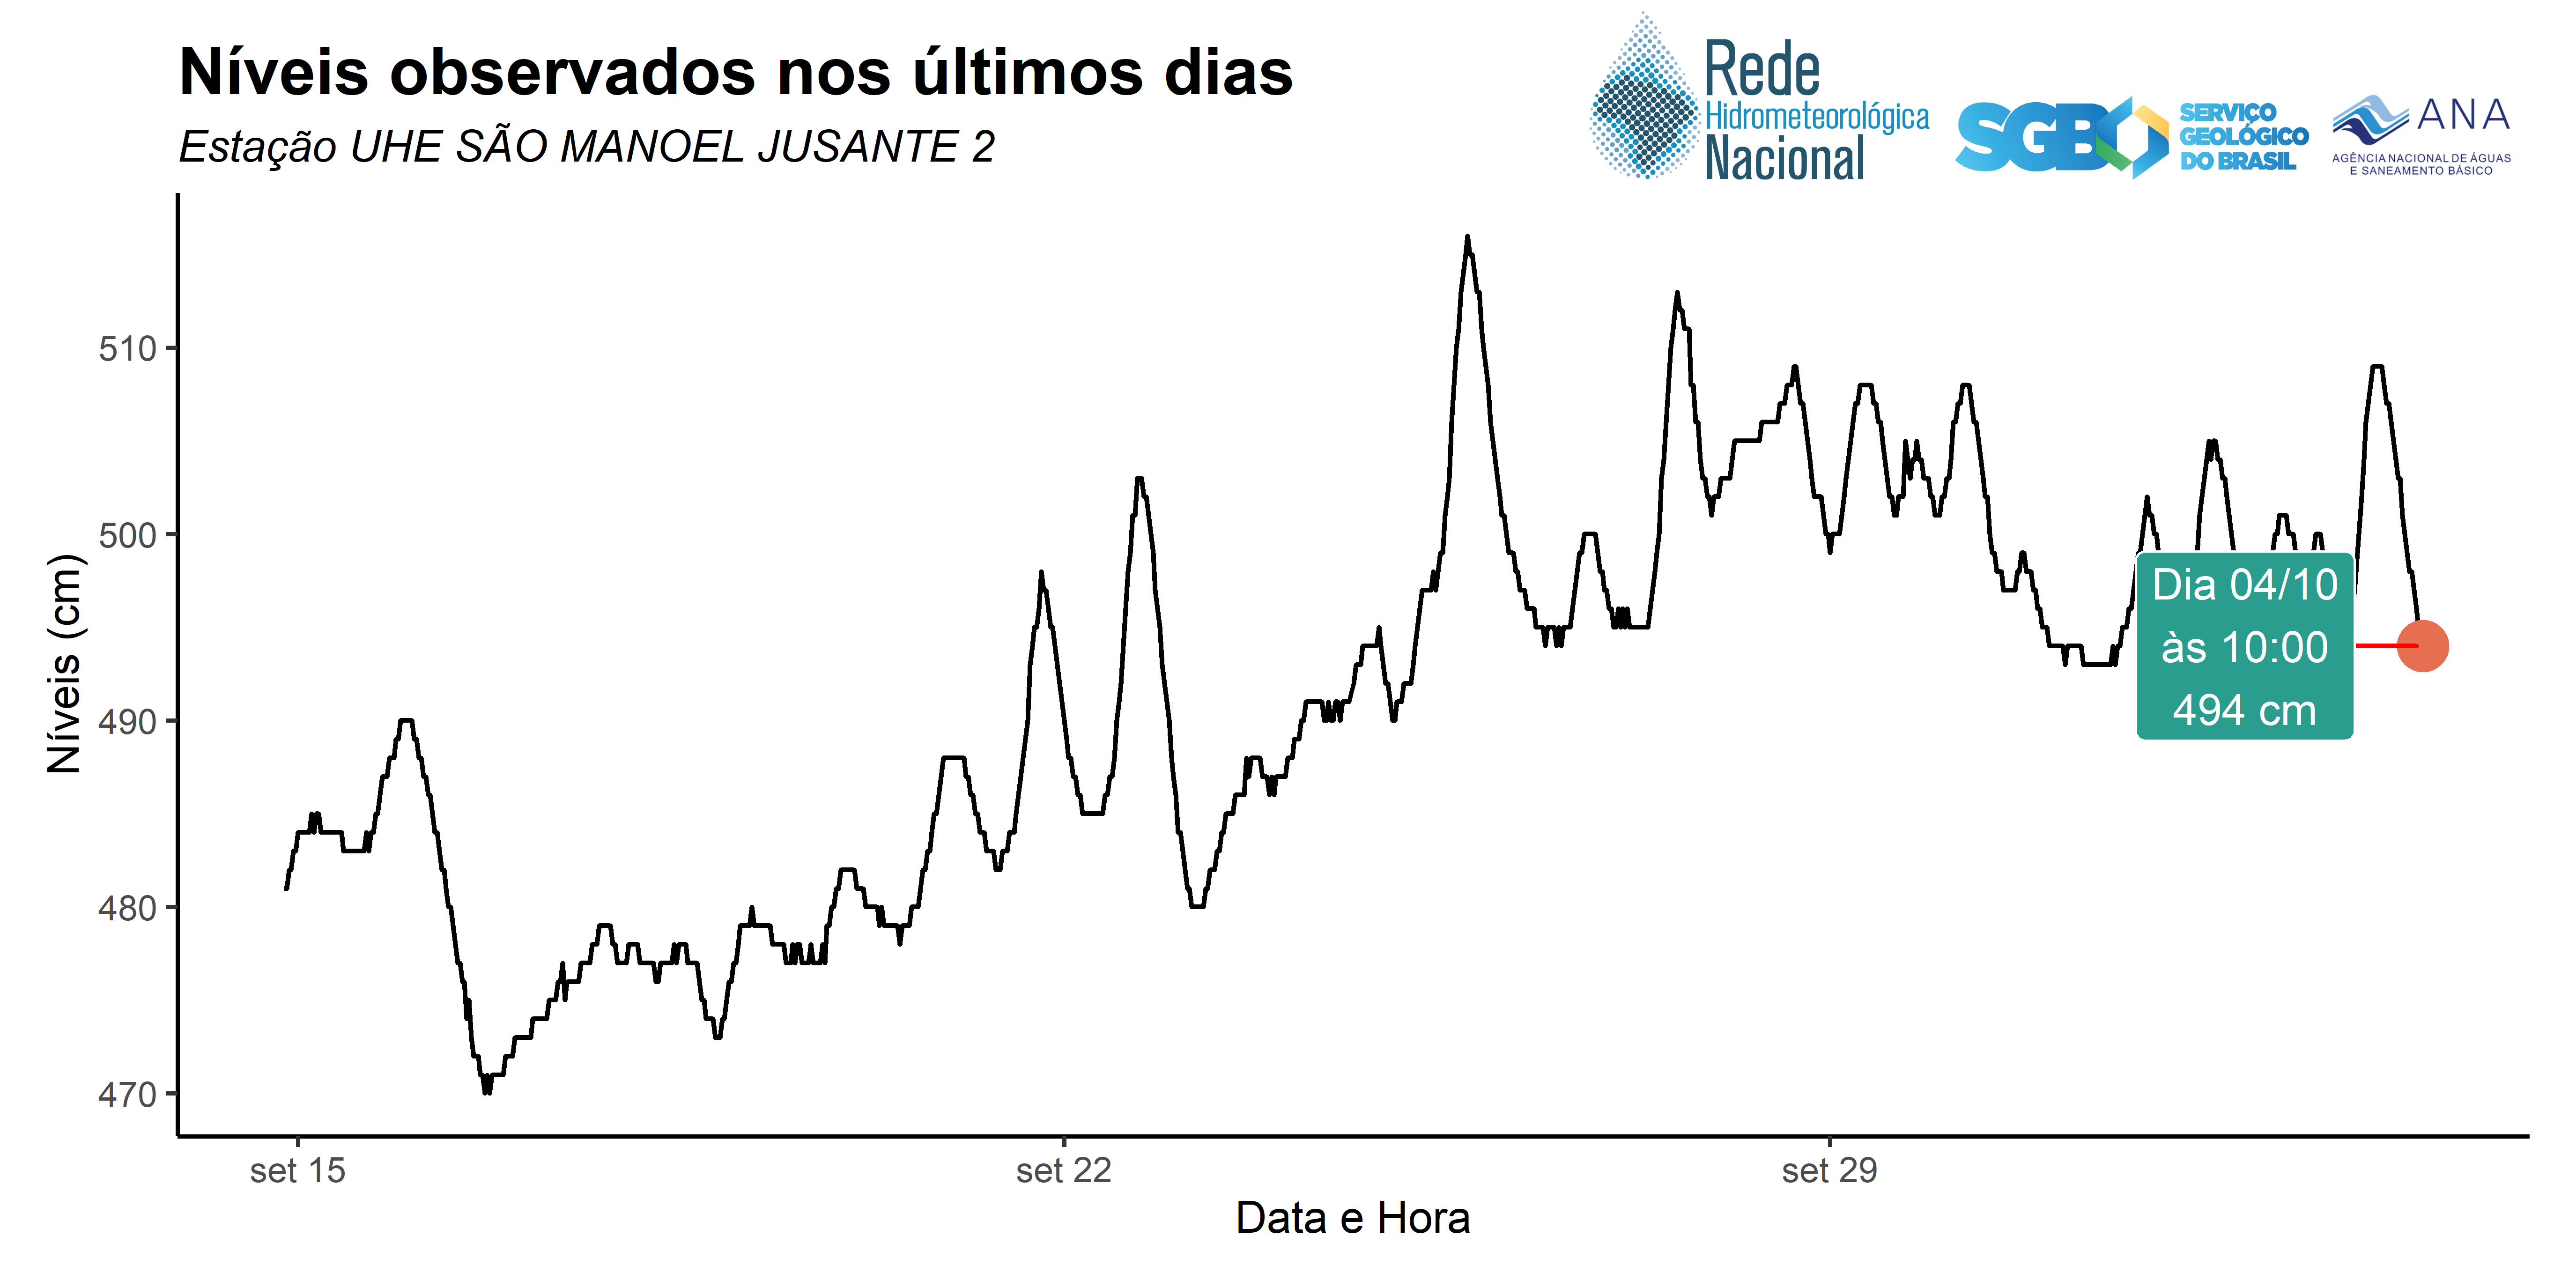 Níveis observados nos últimos dias
Estação UHE SÃO MANOEL JUSANTE 2
Rede
Hidrometeorológica
Nacional
SGB
SERVIÇO
GEOLÓGICO
DO BRASIL
ANA
AGÊNCIA NACIONAL DE ÁGUAS
E SANEAMENTO BÁSICO
Níveis (cm)
510
500
490
480
470
Dia 04/10
às 10:00
494 cm
set 15
set 22
set 29
Data e Hora